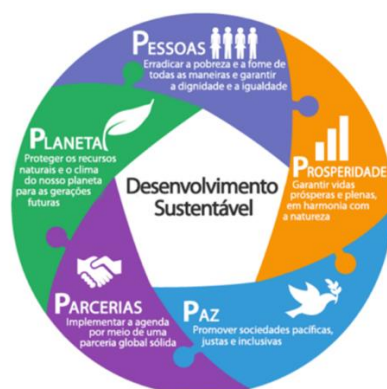 PESSOAS
Erradicar a pobreza e a fome de
todas as maneiras e garantir
a dignidade e a igualdade
PLANETA
Proteger os recursos
naturais e o clima
do nosso planeta
para as gerações
futuras
PROSPERIDADE
Garantir vidas
prósperas e plenas,
em harmonia com
a natureza
Desenvolvimento
Sustentável
PARCERIAS
Implementar a agenda
por meio de uma
parceria global sólida
PAZ
Promover sociedades pacíficas,
justas e inclusivas